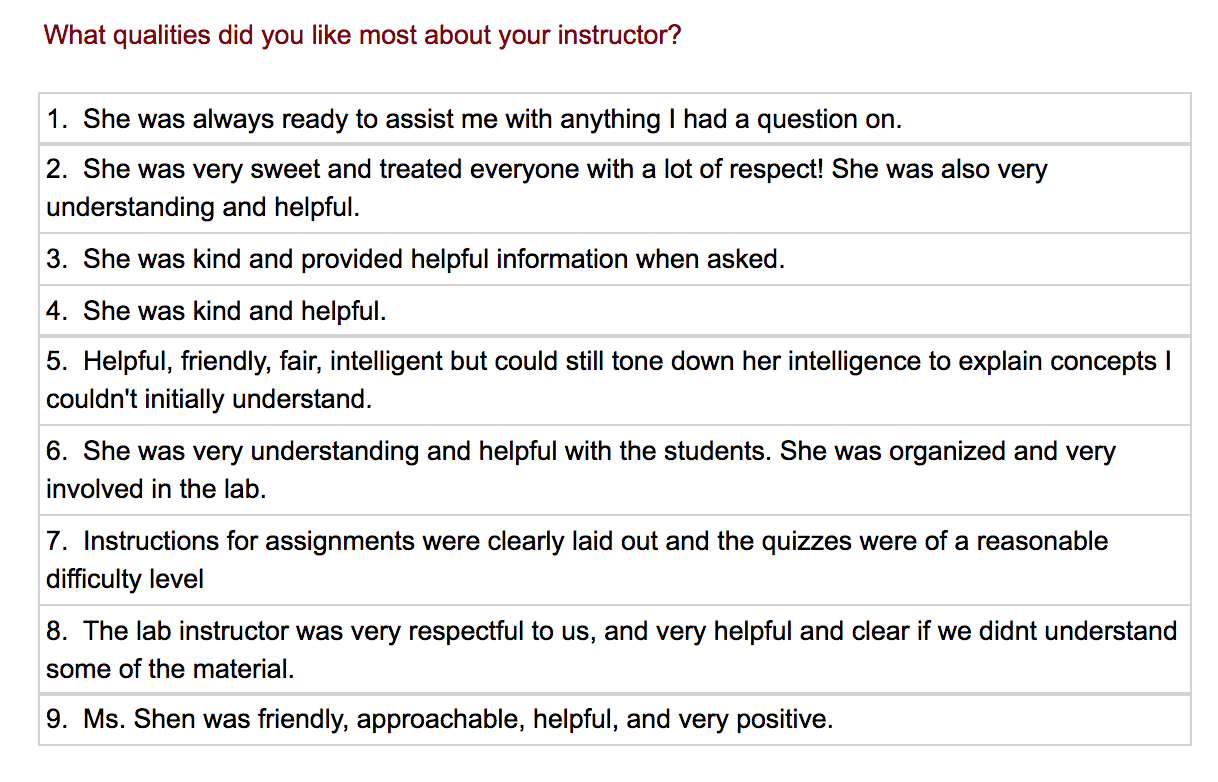 What qualities did you like most about your instructor?
1. She was always ready to assist me with anything I had a question on.
2. She was very sweet and treated everyone with a lot of respect! She was also very
understanding and helpful.
3. She was kind and provided helpful information when asked.
4. She was kind and helpful.
5. Helpful, friendly, fair, intelligent but could still tone down her intelligence to explain concepts I
couldn't initially understand.
6. She was very understanding and helpful with the students. She was organized and very
involved in the lab.
7. Instructions for assignments were clearly laid out and the quizzes were of a reasonable
difficulty level
8. The lab instructor was very respectful to us, and very helpful and clear if we didnt understand
some of the material.
9. Ms. Shen was friendly, approachable, helpful, and very positive.